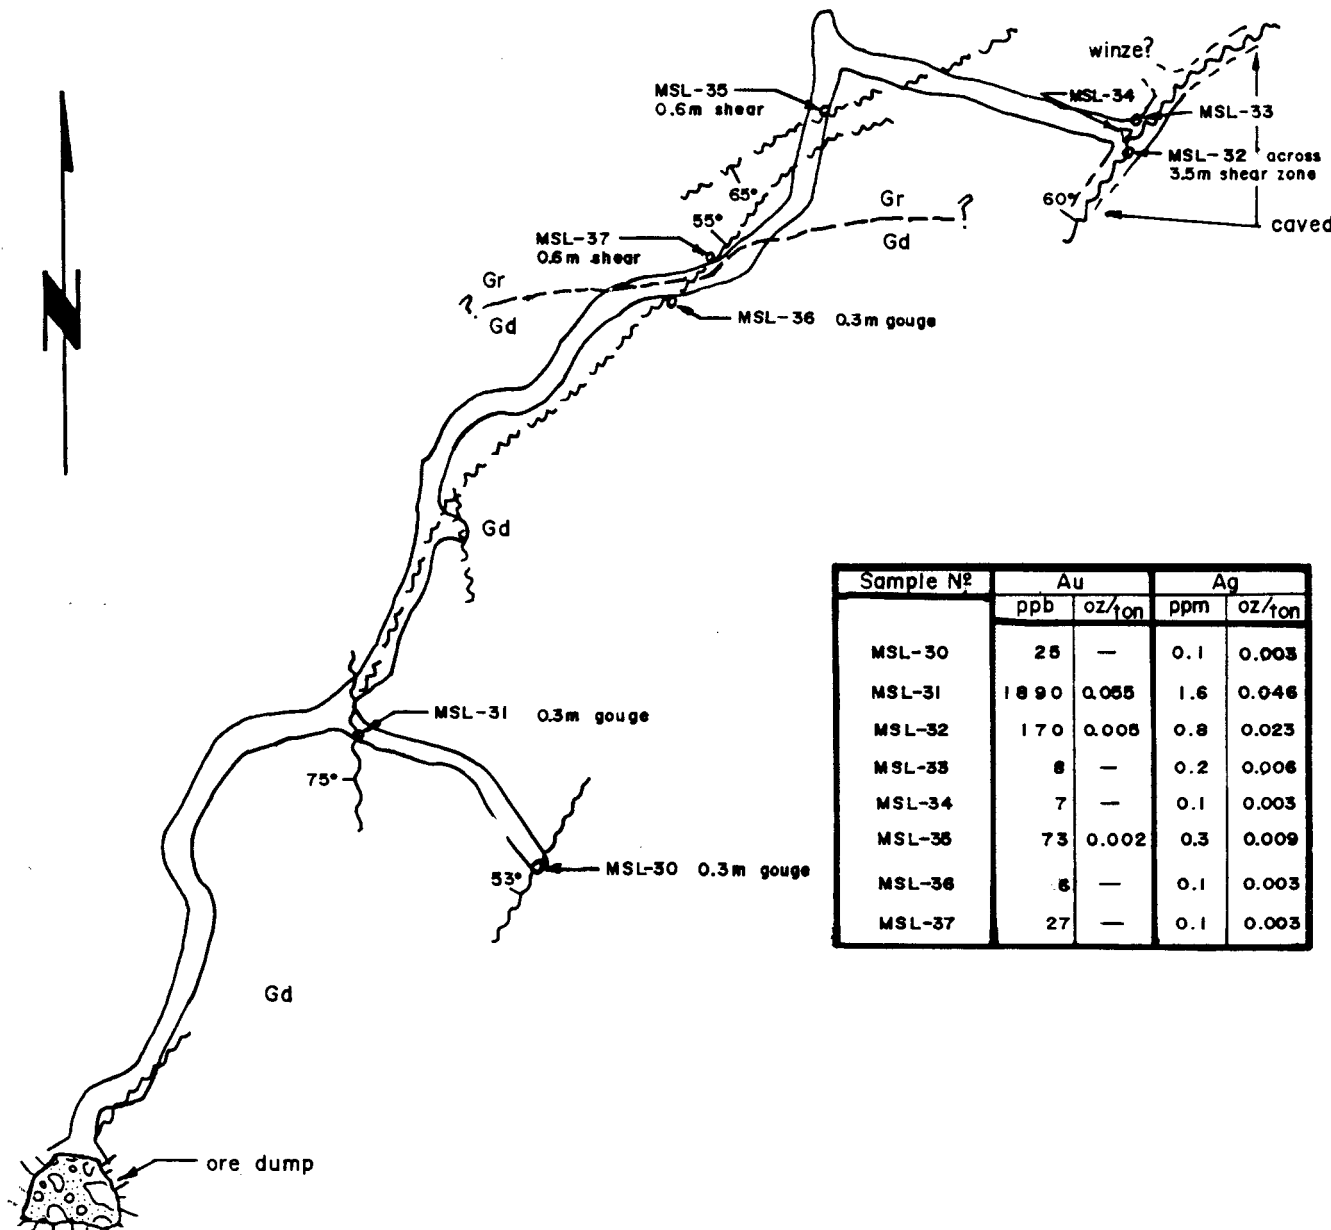 N
winze?
MSL-35
0.6m shear
MSL-34
MSL-33
MSL-32 across
3.5m shear zone
65°
60°
caved
55°
Gr
?
Gd
MSL-37
0.6m shear
Gr
?
Gd
MSL-36 0.3m gouge
Gd
MSL-31 0.3m gouge
75°
MSL-30 0.3m gouge
53°
Gd
ore dump
Sample Nº Au Ag
ppb oz/ton ppm oz/ton
MSL-30 25 — 0.1 0.003
MSL-31 1890 0.055 1.6 0.046
MSL-32 170 0.005 0.8 0.023
MSL-33 — 0.2 0.006
MSL-34 7 — 0.1 0.003
MSL-35 73 0.002 0.3 0.009
MSL-36 — 0.1 0.003
MSL-37 27 — 0.1 0.003